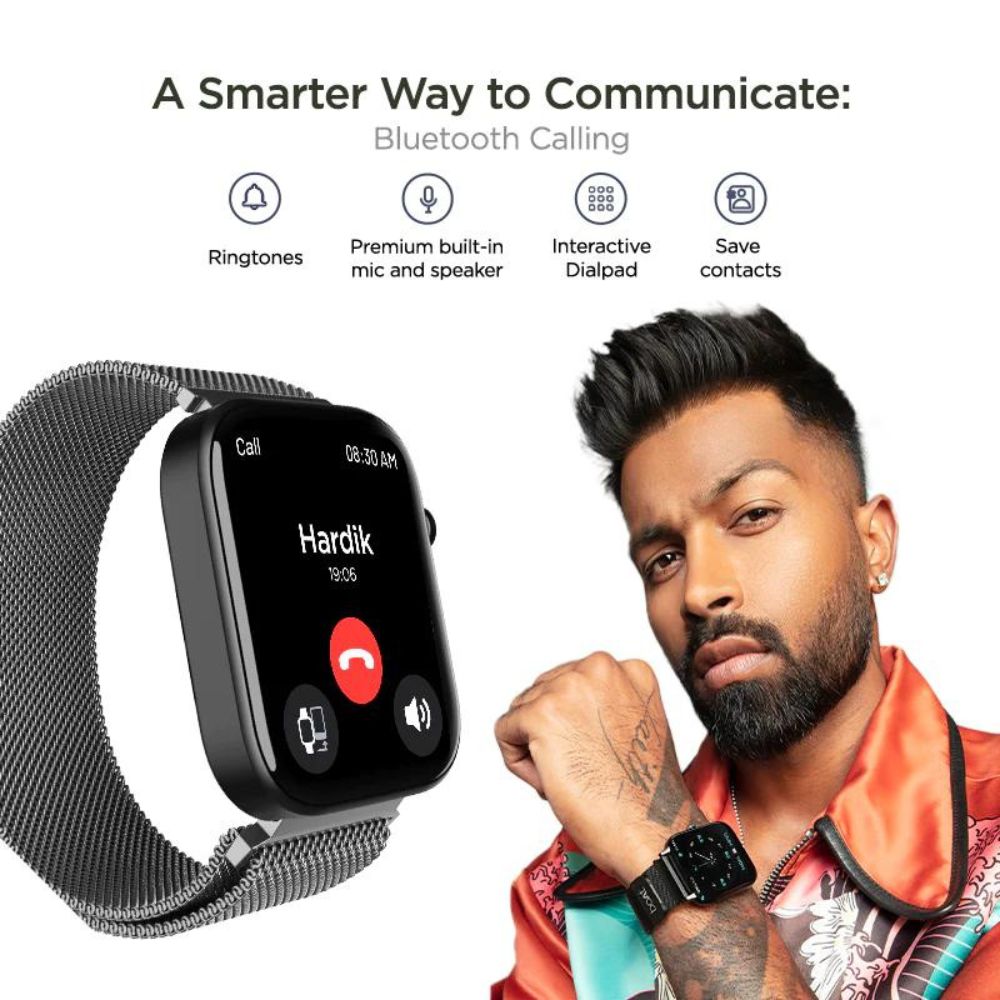 A Smarter Way to Communicate:
Bluetooth Calling
Ringtones
Premium built-in
mic and speaker
Interactive
Dialpad
Save
contacts
Call
08:30 AM
Hardik
19:06